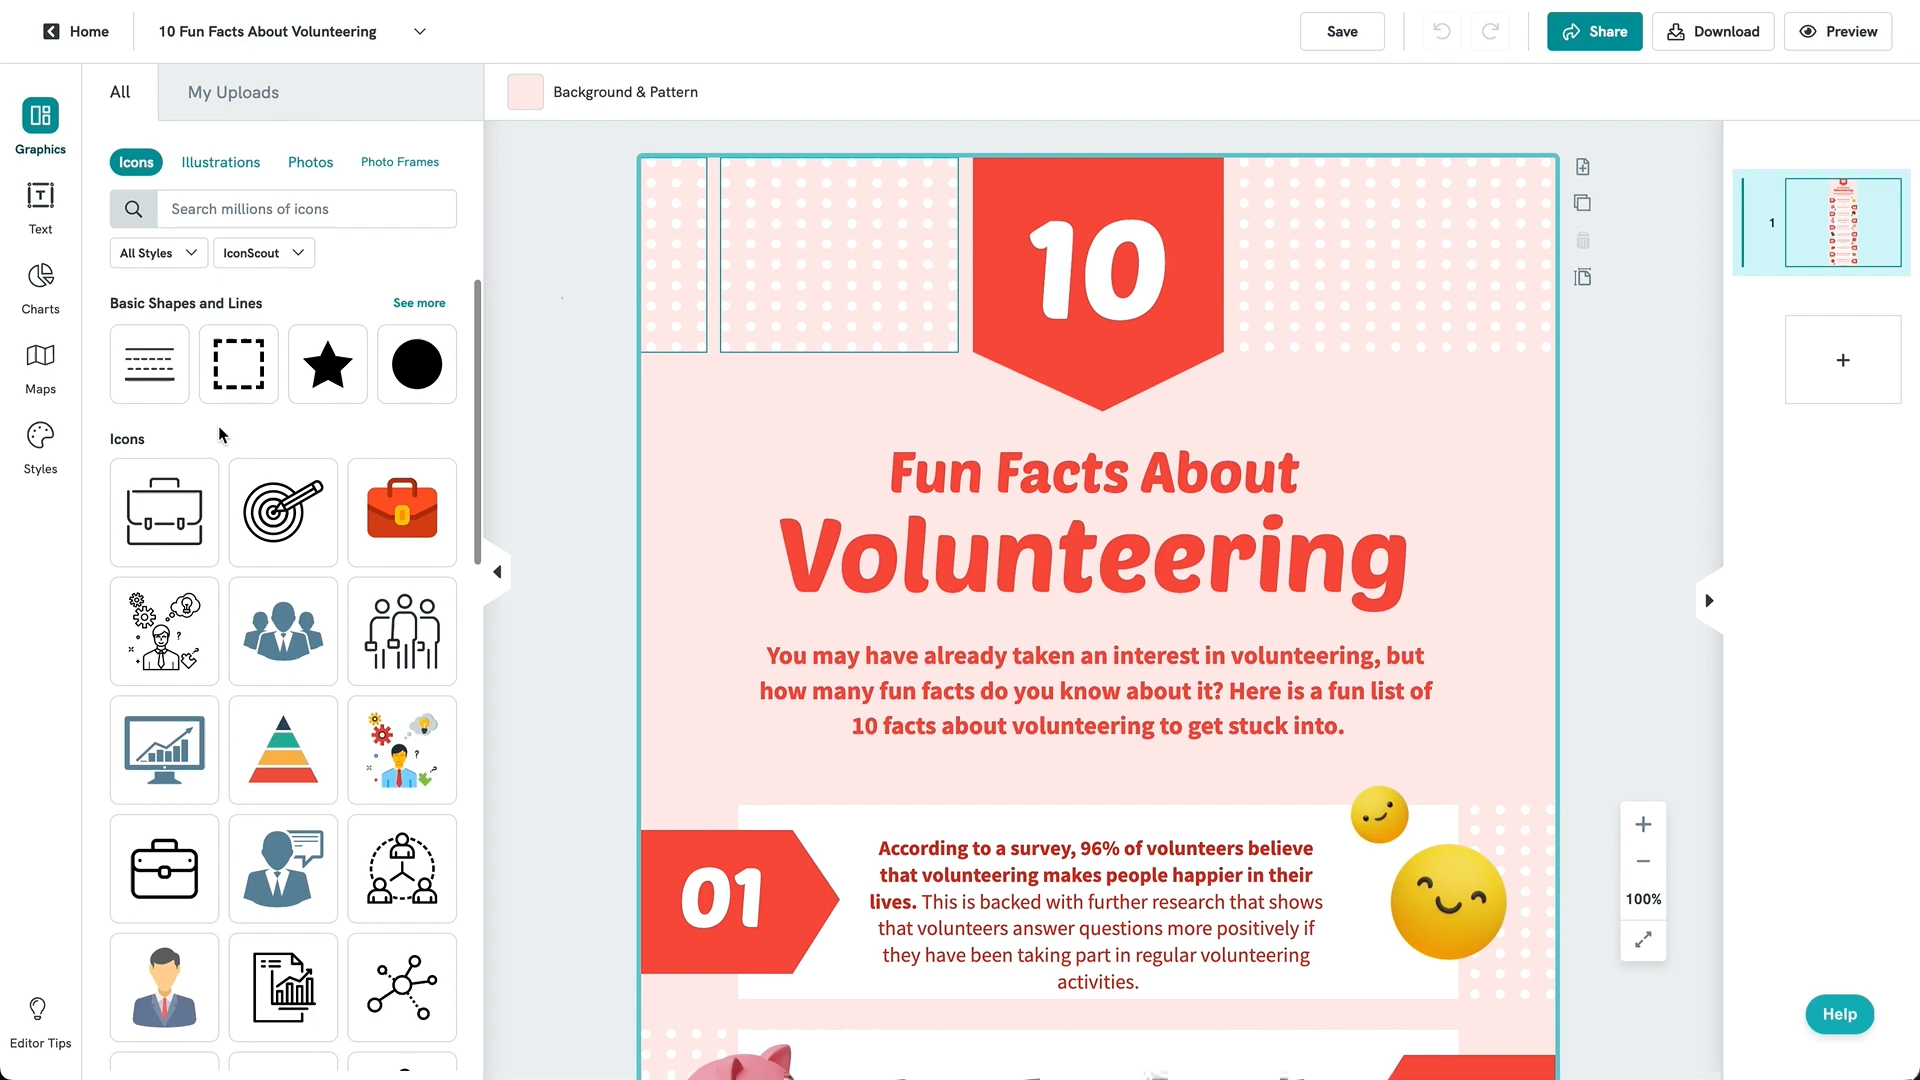 Home
10 Fun Facts About Volunteering
Save
Share
Download
Preview
All
My Uploads
Background & Pattern
Graphics
Text
Charts
Maps
Styles
Editor Tips
Icons
Illustrations
Photos
Photo Frames
Search millions of icons
All Styles
IconScout
Basic Shapes and Lines
See more
Icons
10
Fun Facts About
Volunteering
You may have already taken an interest in volunteering, but
how many fun facts do you know about it? Here is a fun list of
10 facts about volunteering to get stuck into.
01
According to a survey, 96% of volunteers believe
that volunteering makes people happier in their
lives. This is backed with further research that shows
that volunteers answer questions more positively if
they have been taking part in regular volunteering
activities.
1
+
100%
Help